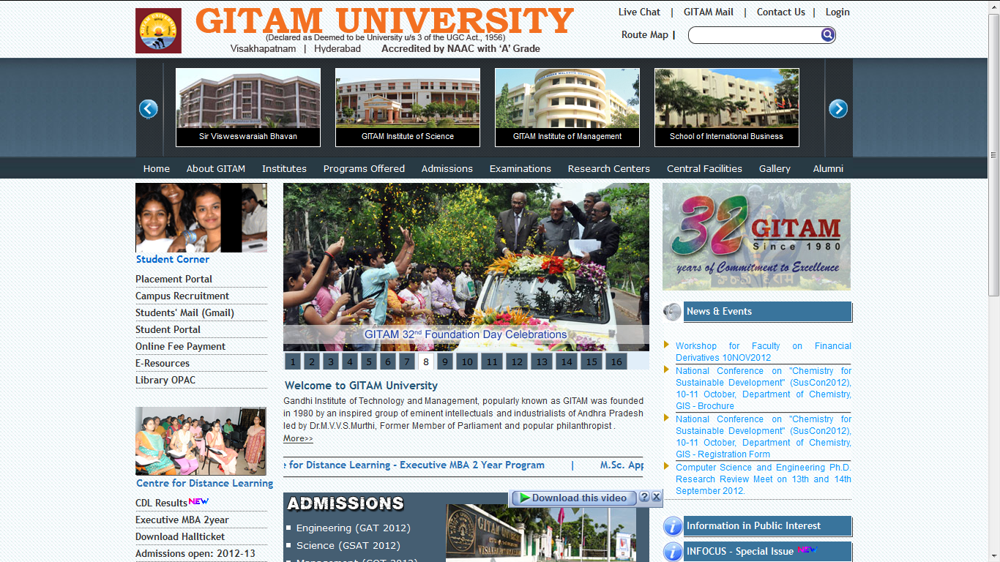 GITAM UNIVERSITY
(Declared as Deemed to be University u/s 3 of the UGC Act., 1956)
Visakhapatnam | Hyderabad Accredited by NAAC with ‘A’ Grade
Live Chat | GITAM Mail | Contact Us | Login
Route Map |
Sir Visweswaraiah Bhavan
GITAM Institute of Science
GITAM Institute of Management
School of International Business
Home About GITAM Institutes Programs Offered Admissions Examinations Research Centers Central Facilities Gallery Alumni
Student Corner
Placement Portal
Campus Recruitment
Students' Mail (Gmail)
Student Portal
Online Fee Payment
E-Resources
Library OPAC
Centre for Distance Learning
CDL Results NEW
Executive MBA 2year
Download Hallticket
Admissions open: 2012-13
GITAM 32nd Foundation Day Celebrations
1 2 3 4 5 6 7 8 9 10 11 12 13 14 15 16
Welcome to GITAM University
Gandhi Institute of Technology and Management, popularly known as GITAM was founded
in 1980 by an inspired group of eminent intellectuals and industrialists of Andhra Pradesh
led by Dr.M.V.V.S.Murthi, Former Member of Parliament and popular philanthropist .
More>>
e for Distance Learning - Executive MBA 2 Year Program | M.Sc. App
Download this video ? X
ADMISSIONS
Engineering (GAT 2012)
Science (GSAT 2012)
GITAM UNIVERSITY
32 GITAM
Since 1980
years of Commitment to Excellence
News & Events
Workshop for Faculty on Financial
Derivatives 10NOV2012
National Conference on "Chemistry for
Sustainable Development" (SusCon2012),
10-11 October, Department of Chemistry,
GIS - Brochure
National Conference on "Chemistry for
Sustainable Development" (SusCon2012),
10-11 October, Department of Chemistry,
GIS - Registration Form
Computer Science and Engineering Ph.D.
Research Review Meet on 13th and 14th
September 2012.
Information in Public Interest
INFOCUS - Special Issue NEW